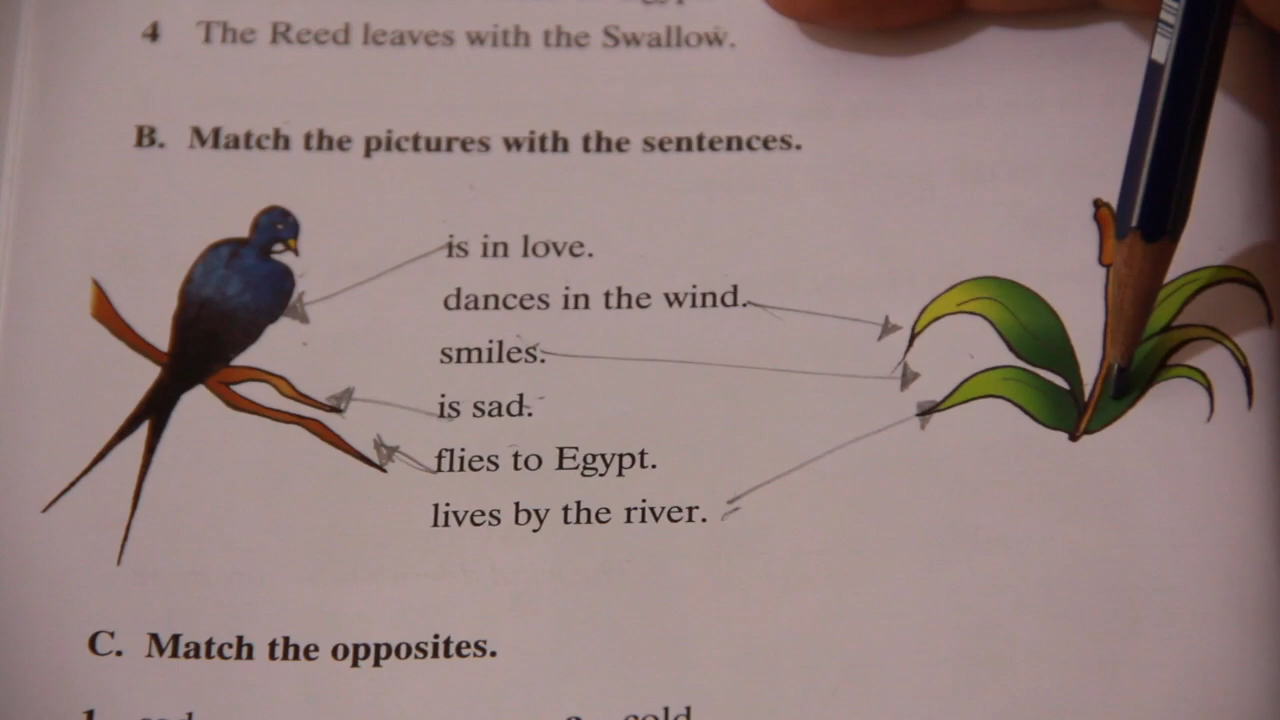 4 The Reed leaves with the Swallow.
B. Match the pictures with the sentences.
is in love.
dances in the wind.
smiles.
is sad.
flies to Egypt.
lives by the river.
C. Match the opposites.